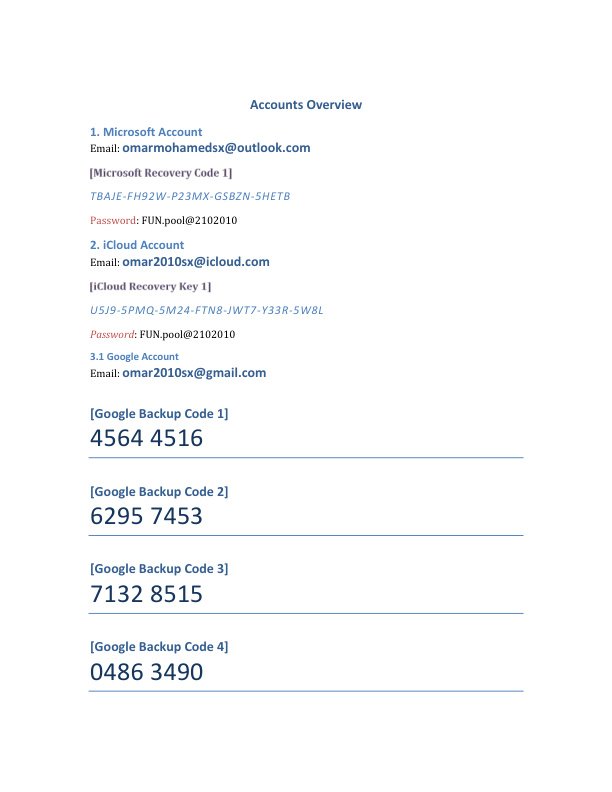 Accounts Overview
1. Microsoft Account
Email: omarmohamedsx@outlook.com
[Microsoft Recovery Code 1]
TBAJE-FH92W-P23MX-GSBZN-5HETB
Password: FUN.pool@2102010
2. iCloud Account
Email: omar2010sx@icloud.com
[iCloud Recovery Key 1]
U5J9-5PMQ-5M24-FTN8-JWT7-Y33R-5W8L
Password: FUN.pool@2102010
3.1 Google Account
Email: omar2010sx@gmail.com
[Google Backup Code 1]
4564 4516
[Google Backup Code 2]
6295 7453
[Google Backup Code 3]
7132 8515
[Google Backup Code 4]
0486 3490